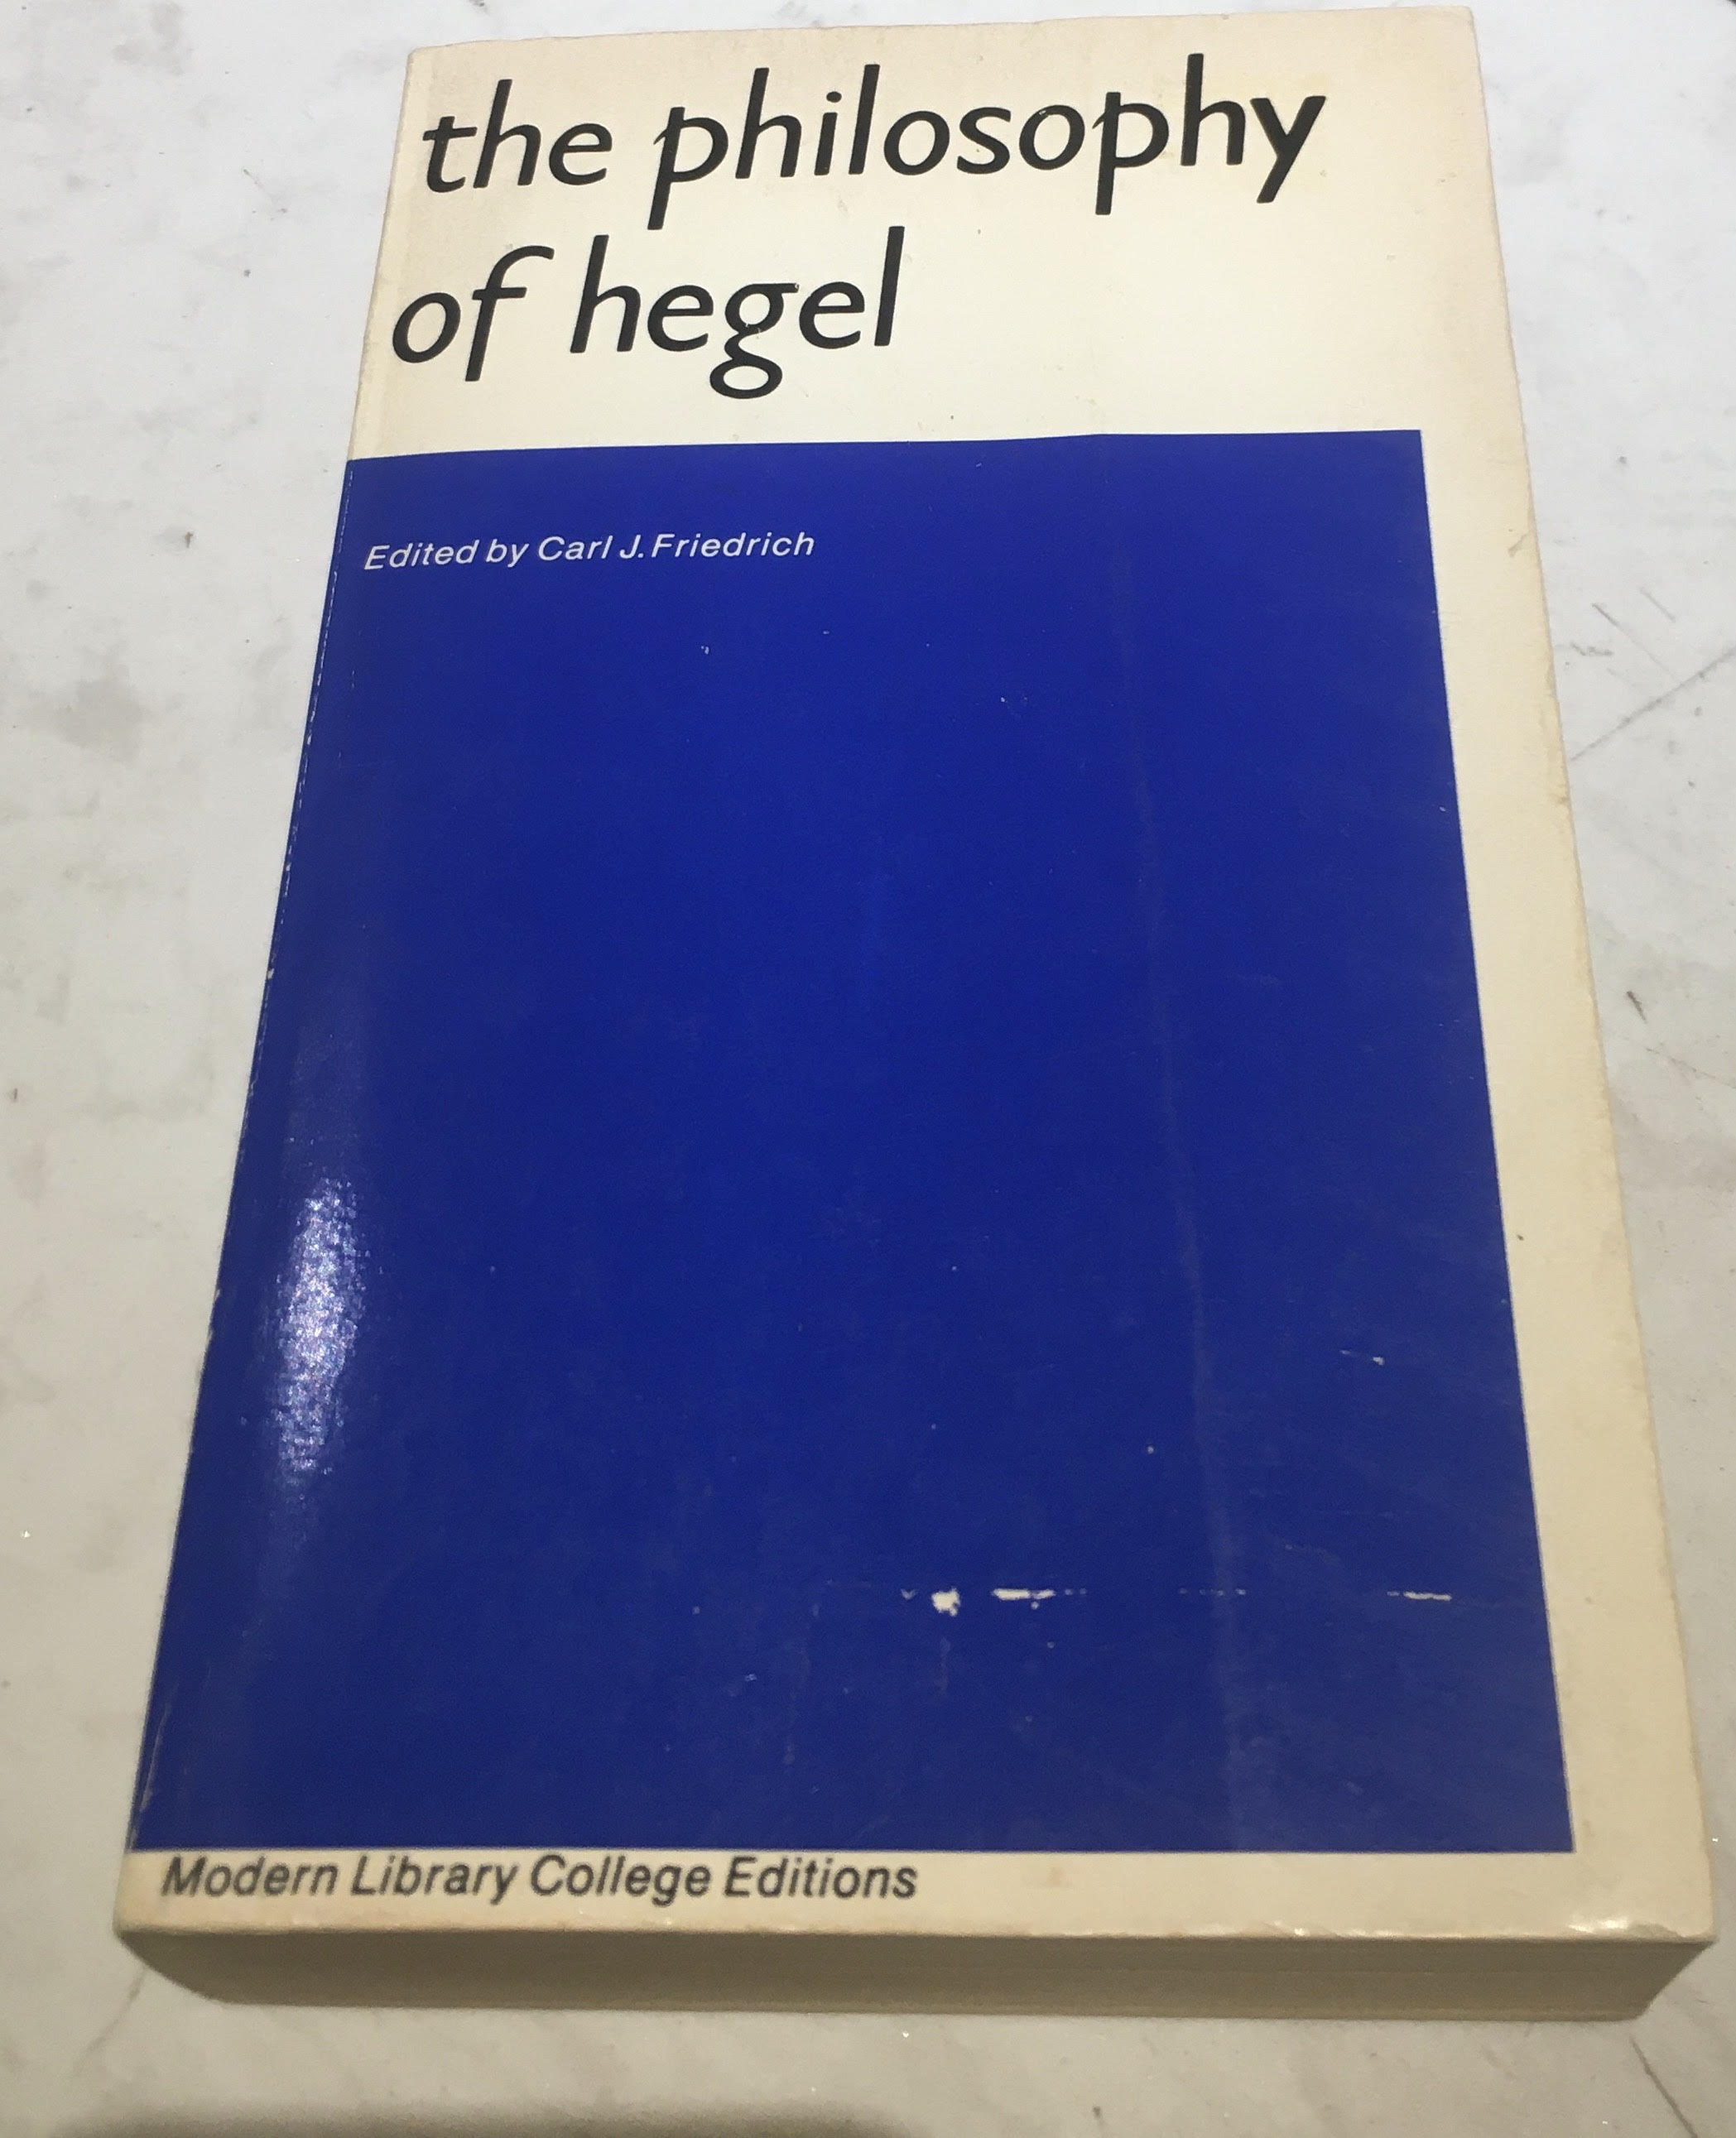 the philosophy
of hegel
Edited by Carl J. Friedrich
Modern Library College Editions